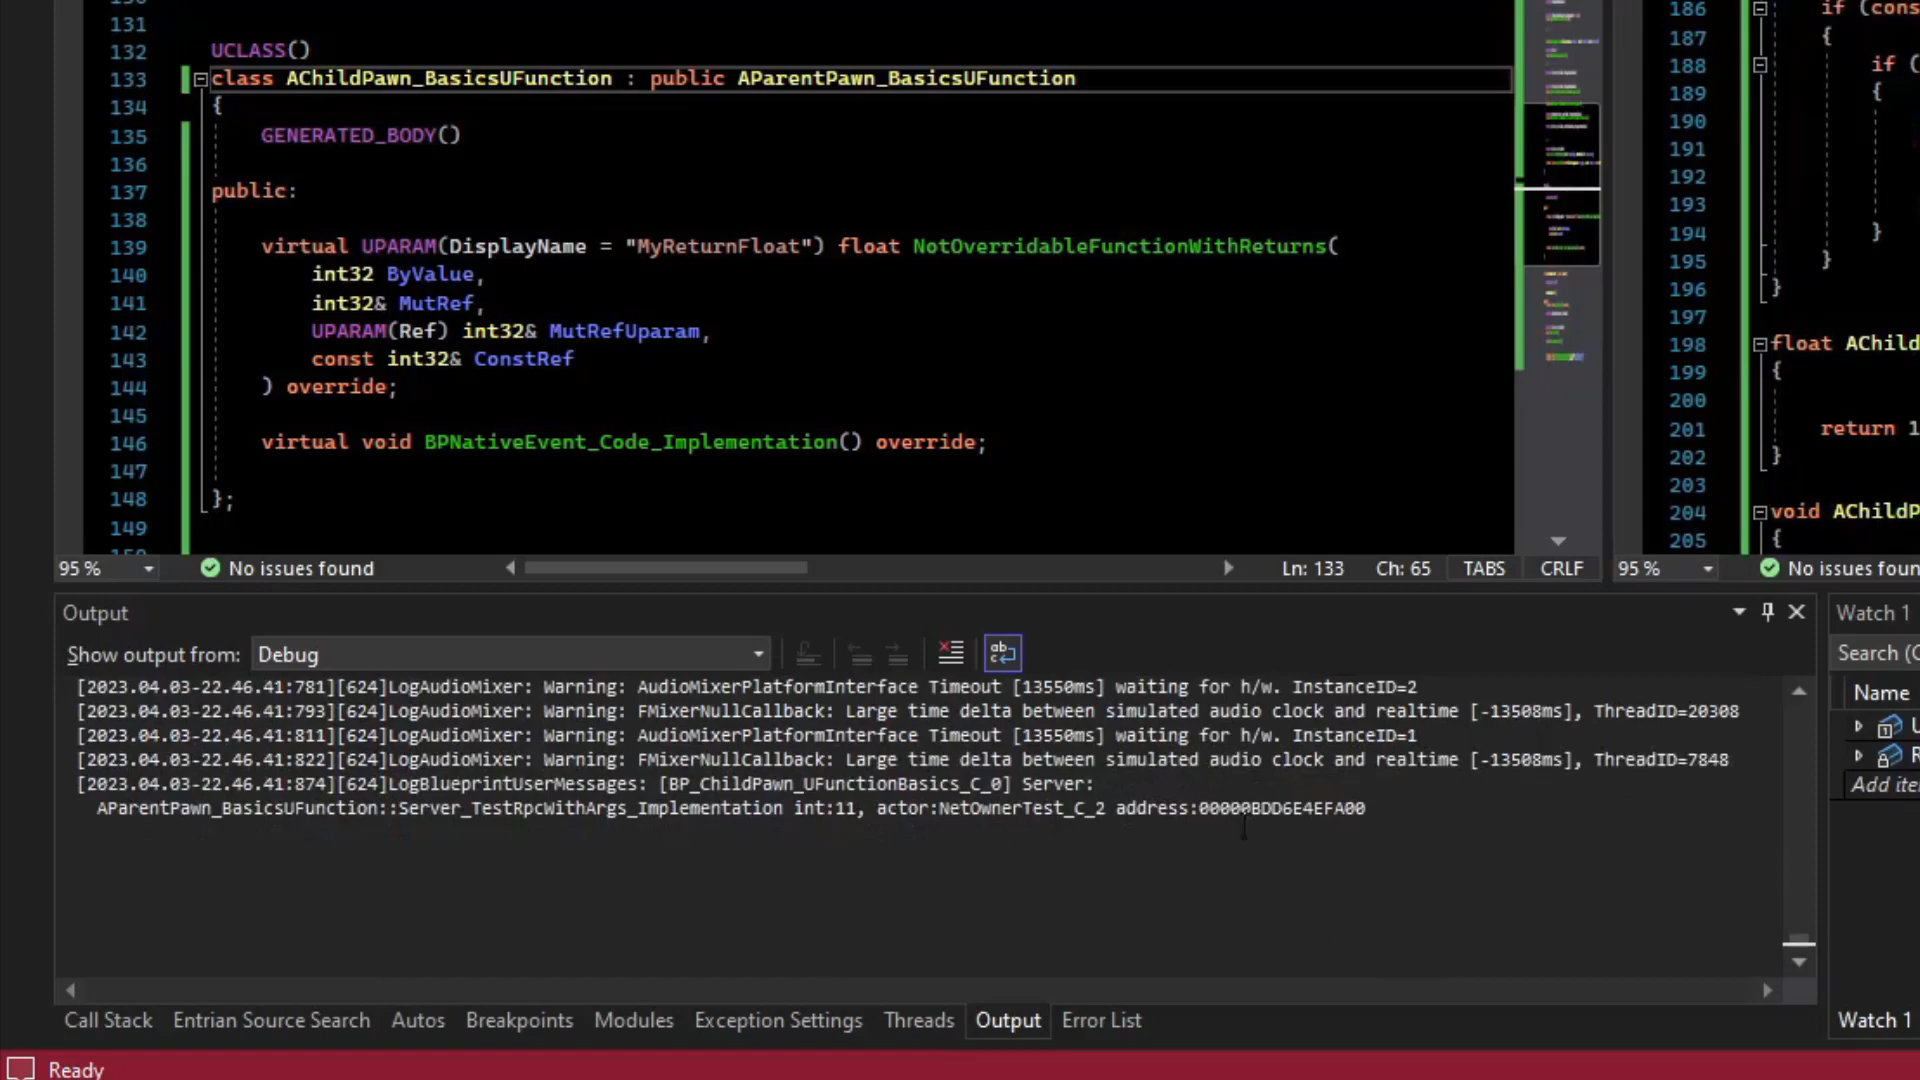 131
132 UCLASS()
133 class AChildPawn_BasicsUFunction : public AParentPawn_BasicsUFunction
134 {
135 GENERATED_BODY()
136
137 public:
138
139 virtual UPARAM(DisplayName = "MyReturnFloat") float NotOverridableFunctionWithReturns(
140 int32 ByValue,
141 int32& MutRef,
142 UPARAM(Ref) int32& MutRefUparam,
143 const int32& ConstRef
144 ) override;
145
146 virtual void BPNativeEvent_Code_Implementation() override;
147
148 };
149
186 if (cons
187 {
188 if (
189 {
190
191
192
193
194 }
195 }
196 }
197
198 float AChild
199 {
200
201 return 1
202 }
203
204 void AChildP
205 {
95 % No issues found Ln: 133 Ch: 65 TABS CRLF
95 % No issues foun
Output
Show output from: Debug
[2023.04.03-22.46.41:781][624]LogAudioMixer: Warning: AudioMixerPlatformInterface Timeout [13550ms] waiting for h/w. InstanceID=2
[2023.04.03-22.46.41:793][624]LogAudioMixer: Warning: FMixerNullCallback: Large time delta between simulated audio clock and realtime [-13508ms], ThreadID=20308
[2023.04.03-22.46.41:811][624]LogAudioMixer: Warning: AudioMixerPlatformInterface Timeout [13550ms] waiting for h/w. InstanceID=1
[2023.04.03-22.46.41:822][624]LogAudioMixer: Warning: FMixerNullCallback: Large time delta between simulated audio clock and realtime [-13508ms], ThreadID=7848
[2023.04.03-22.46.41:874][624]LogBlueprintUserMessages: [BP_ChildPawn_UFunctionBasics_C_0] Server:
AParentPawn_BasicsUFunction::Server_TestRpcWithArgs_Implementation int:11, actor:NetOwnerTest_C_2 address:00000BDD6E4EFA00
Watch 1
Search (C
Name
Add iter
Call Stack Entrian Source Search Autos Breakpoints Modules Exception Settings Threads Output Error List
Watch 1
Ready